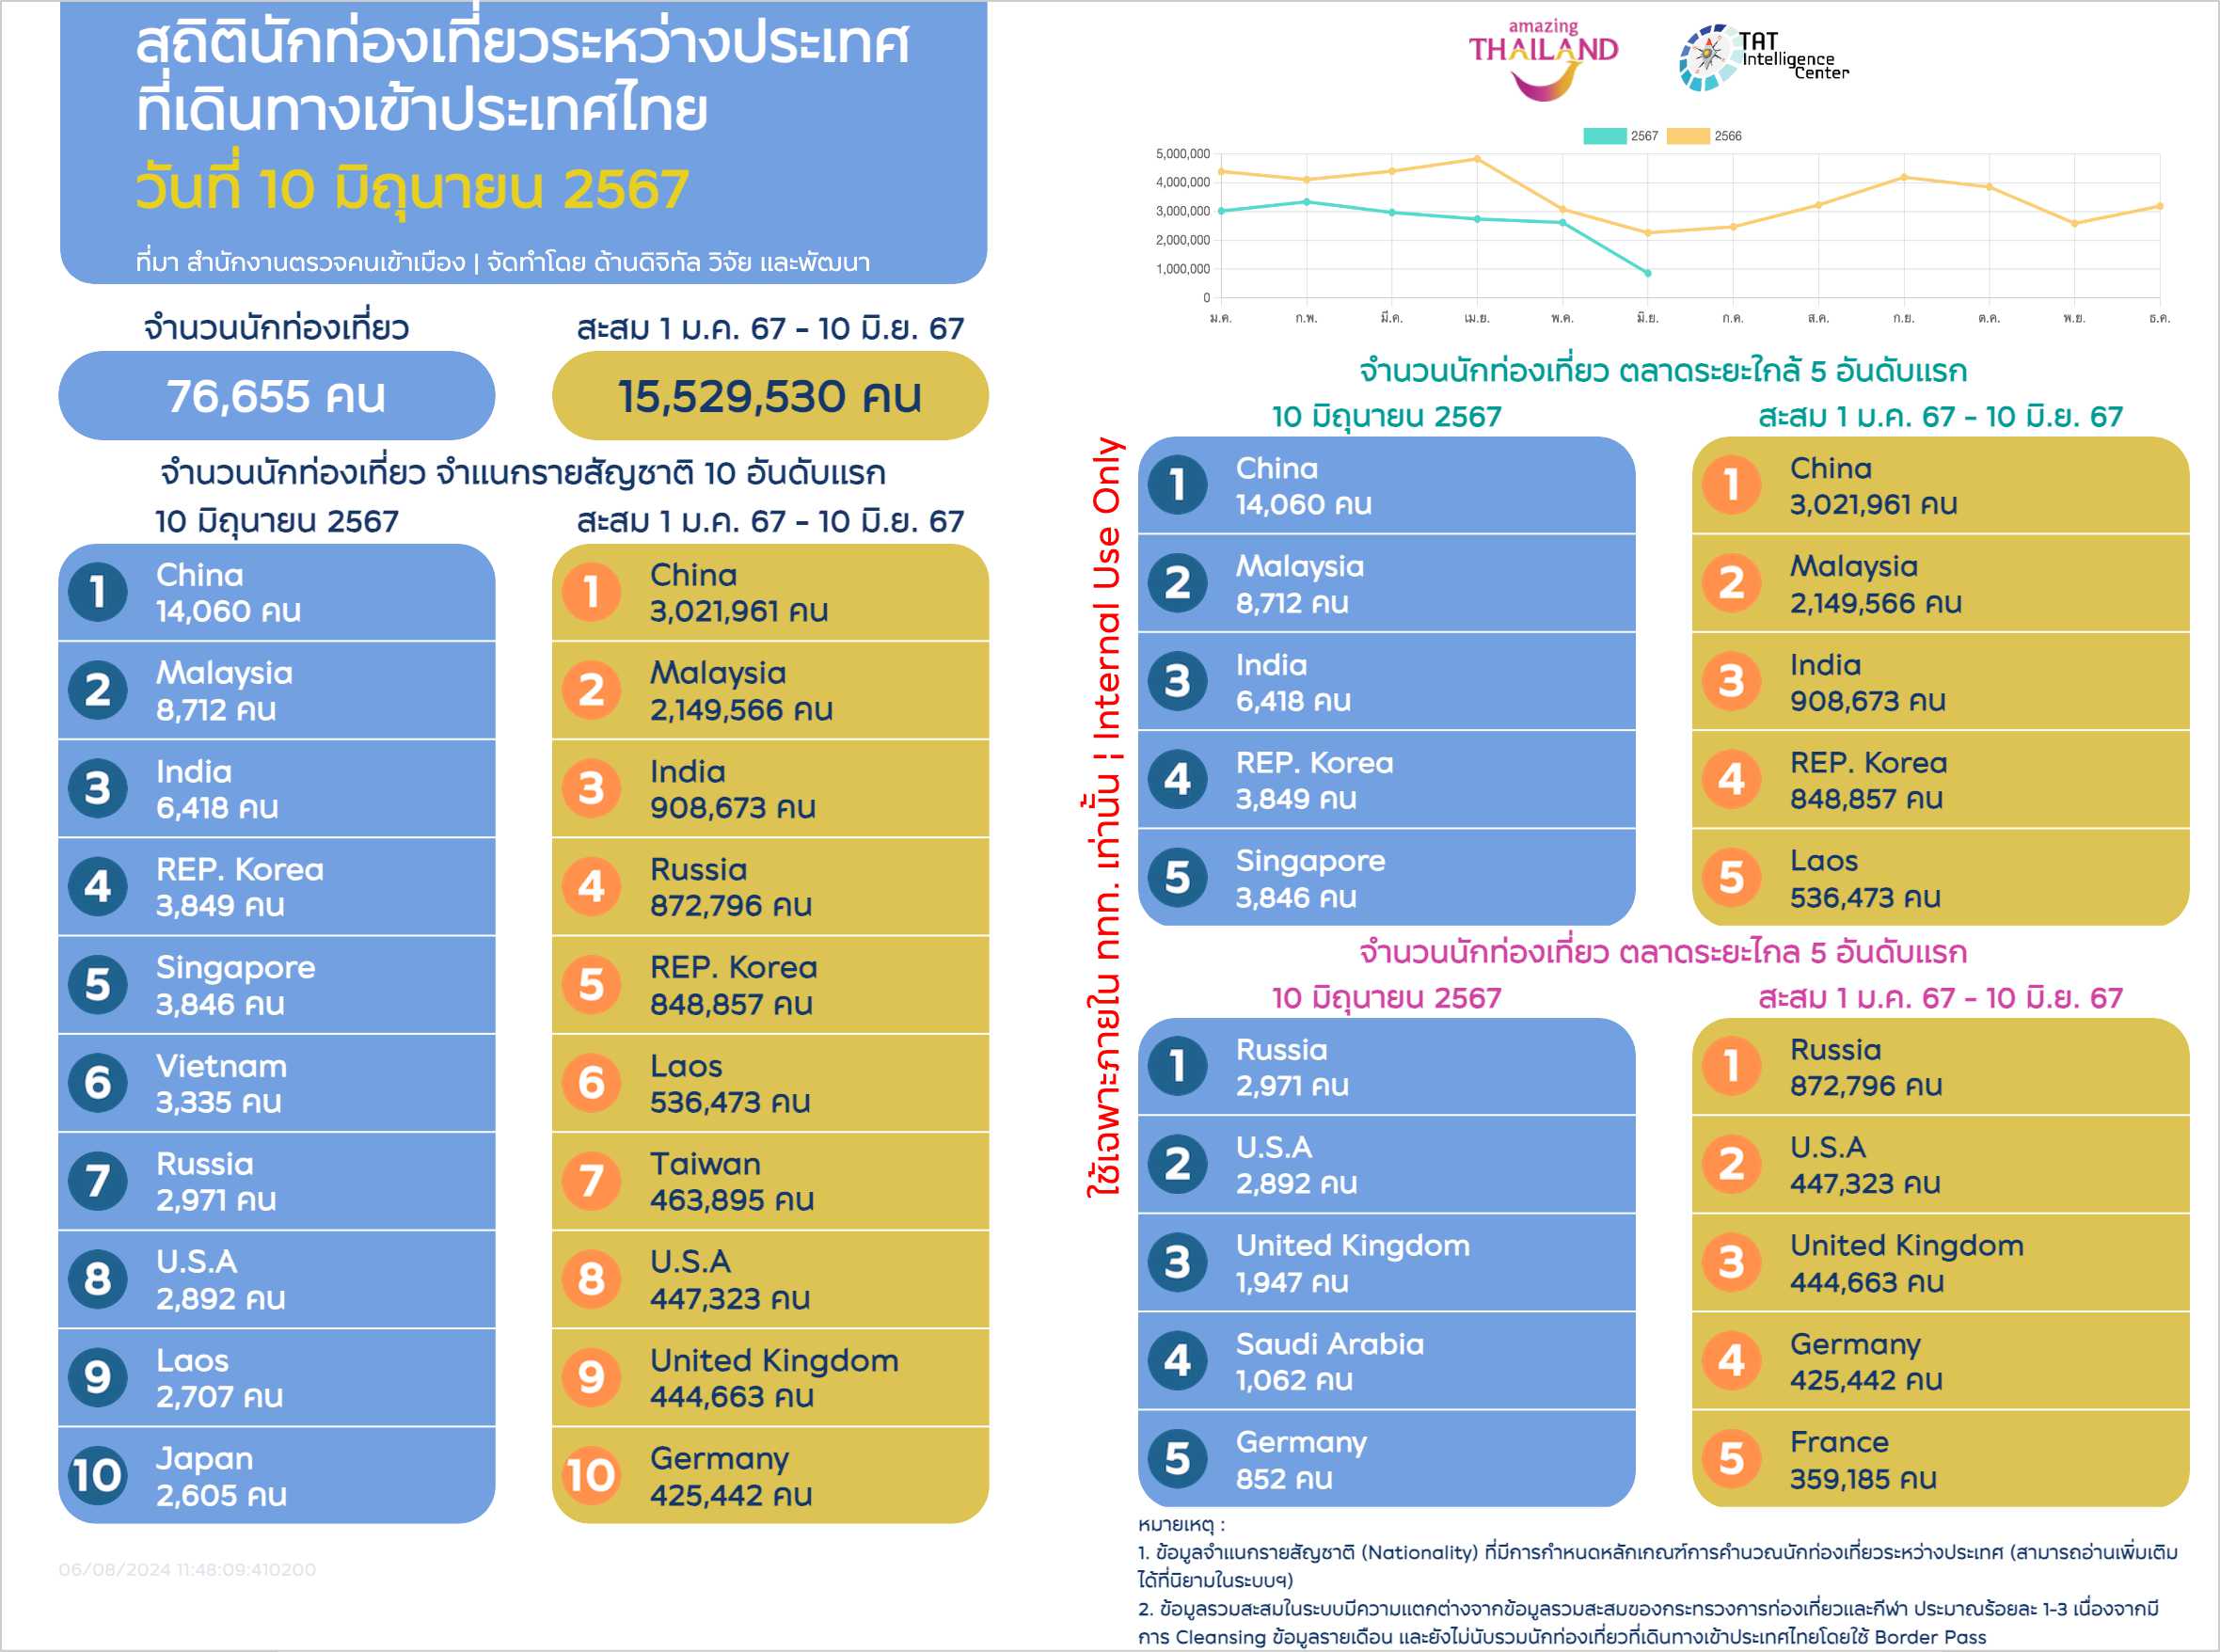 สถิตินักท่องเที่ยวระหว่างประเทศ
ที่เดินทางเข้าประเทศไทย
วันที่ 10 มิถุนายน 2567
ที่มา สำนักงานตรวจคนเข้าเมือง | จัดทำโดย ด้านดิจิทัล วิจัย และพัฒนา
จำนวนนักท่องเที่ยว
76,655 คน
สะสม 1 ม.ค. 67 - 10 มิ.ย. 67
15,529,530 คน
จำนวนนักท่องเที่ยว จำแนกรายสัญชาติ 10 อันดับแรก
10 มิถุนายน 2567
1
China
14,060 คน
2
Malaysia
8,712 คน
3
India
6,418 คน
4
REP. Korea
3,849 คน
5
Singapore
3,846 คน
6
Vietnam
3,335 คน
7
Russia
2,971 คน
8
U.S.A
2,892 คน
9
Laos
2,707 คน
10
Japan
2,605 คน
สะสม 1 ม.ค. 67 - 10 มิ.ย. 67
1
China
3,021,961 คน
2
Malaysia
2,149,566 คน
3
India
908,673 คน
4
Russia
872,796 คน
5
REP. Korea
848,857 คน
6
Laos
536,473 คน
7
Taiwan
463,895 คน
8
U.S.A
447,323 คน
9
United Kingdom
444,663 คน
10
Germany
425,442 คน
06/08/2024 11:48:09:410200
ใช้เฉพาะภายใน ททท. เท่านั้น ¦ Internal Use Only
amazing
THAILAND
TAT
Intelligence
Center
2567 2566
5,000,000
4,000,000
3,000,000
2,000,000
1,000,000
0
ม.ค. ก.พ. มี.ค. เม.ย. พ.ค. มิ.ย. ก.ค. ส.ค. ก.ย. ต.ค. พ.ย. ธ.ค.
จำนวนนักท่องเที่ยว ตลาดระยะใกล้ 5 อันดับแรก
10 มิถุนายน 2567
1
China
14,060 คน
2
Malaysia
8,712 คน
3
India
6,418 คน
4
REP. Korea
3,849 คน
5
Singapore
3,846 คน
สะสม 1 ม.ค. 67 - 10 มิ.ย. 67
1
China
3,021,961 คน
2
Malaysia
2,149,566 คน
3
India
908,673 คน
4
REP. Korea
848,857 คน
5
Laos
536,473 คน
จำนวนนักท่องเที่ยว ตลาดระยะไกล 5 อันดับแรก
10 มิถุนายน 2567
1
Russia
2,971 คน
2
U.S.A
2,892 คน
3
United Kingdom
1,947 คน
4
Saudi Arabia
1,062 คน
5
Germany
852 คน
สะสม 1 ม.ค. 67 - 10 มิ.ย. 67
1
Russia
872,796 คน
2
U.S.A
447,323 คน
3
United Kingdom
444,663 คน
4
Germany
425,442 คน
5
France
359,185 คน
หมายเหตุ :
1. ข้อมูลจำแนกรายสัญชาติ (Nationality) ที่มีการกำหนดหลักเกณฑ์การคำนวณนักท่องเที่ยวระหว่างประเทศ (สามารถอ่านเพิ่มเติม
ได้ที่นิยามในระบบฯ)
2. ข้อมูลรวมสะสมในระบบมีความแตกต่างจากข้อมูลรวมสะสมของกระทรวงการท่องเที่ยวและกีฬา ประมาณร้อยละ 1-3 เนื่องจากมี
การ Cleansing ข้อมูลรายเดือน และยังไม่นับรวมนักท่องเที่ยวที่เดินทางเข้าประเทศไทยโดยใช้ Border Pass